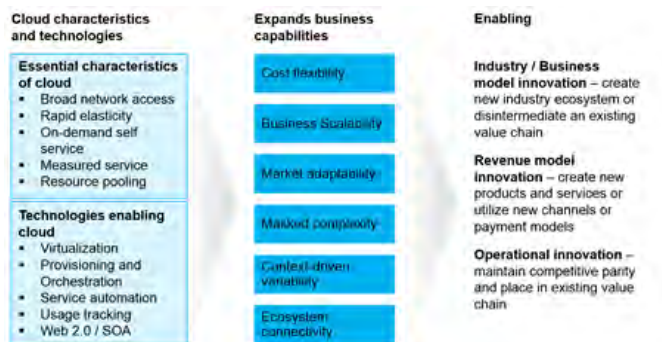 Cloud characteristics
and technologies
Essential characteristics
of cloud
▪ Broad network access
▪ Rapid elasticity
▪ On-demand self
service
▪ Measured service
▪ Resource pooling
Technologies enabling
cloud
▪ Virtualization
▪ Provisioning and
Orchestration
▪ Service automation
▪ Usage tracking
▪ Web 2.0 / SOA
Expands business
capabilities
Cost flexibility
Business Scalability
Market adaptability
Masked complexity
Context-driven
variability
Ecosystem
connectivity
Enabling
Industry / Business
model innovation – create
new industry ecosystem or
disintermediate an existing
value chain
Revenue model
innovation – create new
products and services or
utilize new channels or
payment models
Operational innovation –
maintain competitive parity
and place in existing value
chain